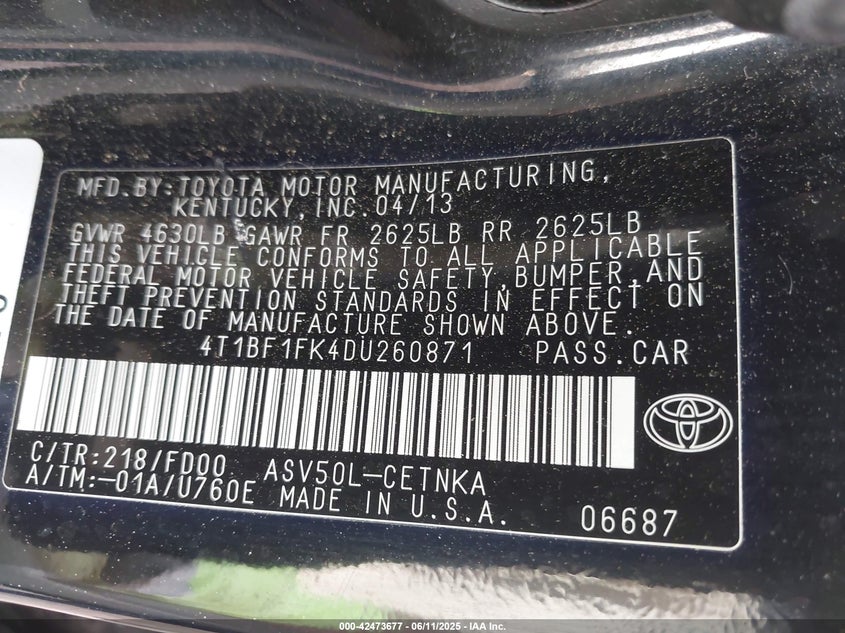 MFD.BY:TOYOTA MOTOR MANUFACTURING,
KENTUCKY,INC.04/13
GVWR 4630LB GAWR FR 2625LB RR 2625LB
THIS VEHICLE CONFORMS TO ALL APPLICABLE
FEDERAL MOTOR VEHICLE SAFETY,BUMPER,AND
THEFT PREVENTION STANDARDS IN EFFECT ON
THE DATE OF MANUFACTURE SHOWN ABOVE.
4T1BF1FK4DU260871 PASS.CAR
C/TR:218/FD00 ASV50L-CETNKA
A/TM:-01A/U760E MADE IN U.S.A. 06687
000-42473677 - 06/11/2025 - IAA Inc.